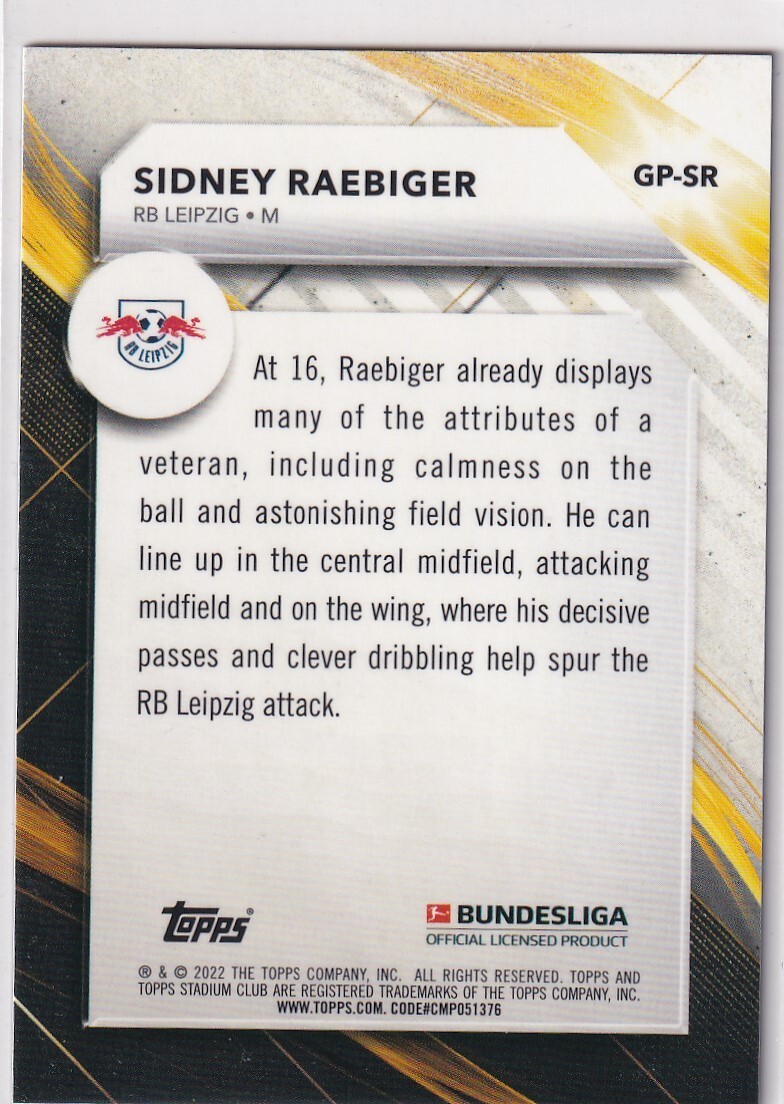 SIDNEY RAEBIGER
GP-SR
RB LEIPZIG • M
RB LEIPZIG
At 16, Raebiger already displays
many of the attributes of a
veteran, including calmness on the
ball and astonishing field vision. He can
line up in the central midfield, attacking
midfield and on the wing, where his decisive
passes and clever dribbling help spur the
RB Leipzig attack.
topps®
BUNDESLIGA
OFFICIAL LICENSED PRODUCT
® & © 2022 THE TOPPS COMPANY, INC. ALL RIGHTS RESERVED. TOPPS AND
TOPPS STADIUM CLUB ARE REGISTERED TRADEMARKS OF THE TOPPS COMPANY, INC.
WWW.TOPPS.COM. CODE#CMP051376